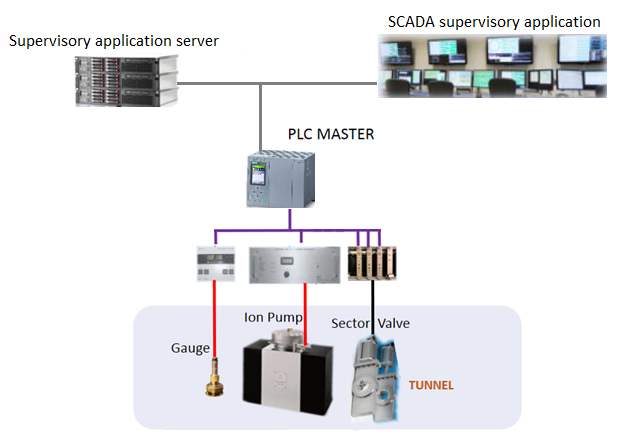 SCADA supervisory application
Supervisory application server
PLC MASTER
Ion Pump
Sector Valve
Gauge
TUNNEL